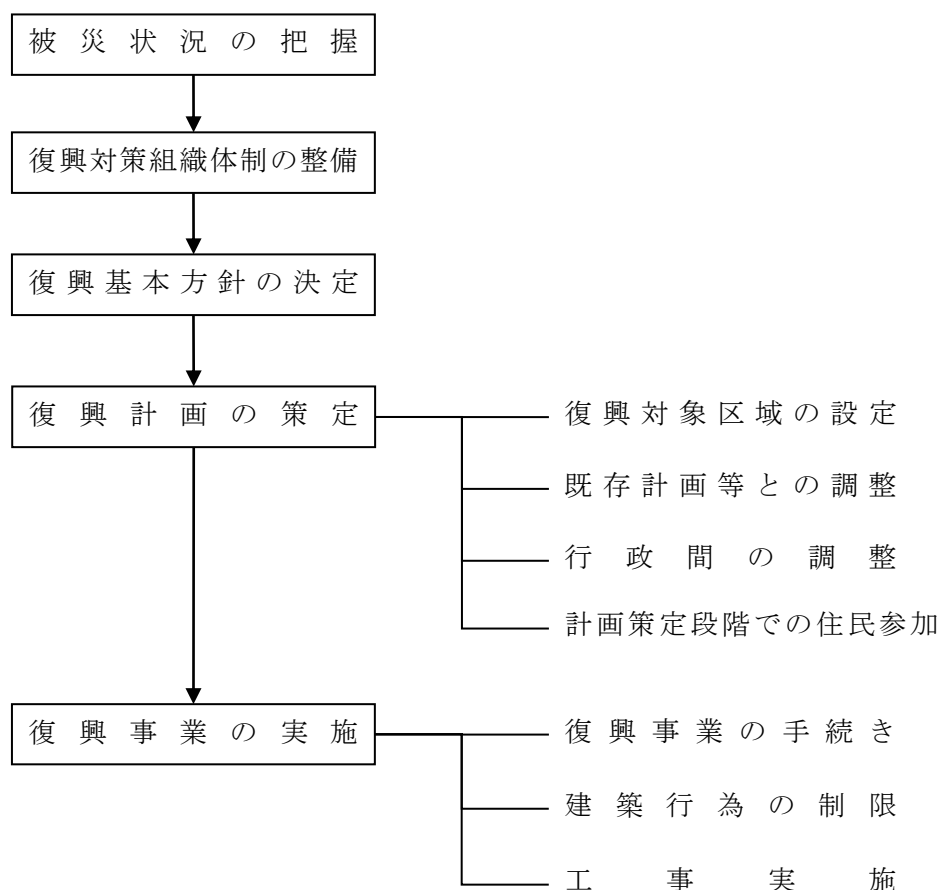 被災状況の把握
復興対策組織体制の整備
復興基本方針の決定
復興計画の策定
復興対象区域の設定
既存計画等との調整
行政間の調整
計画策定段階での住民参加
復興事業の実施
復興事業の手続き
建築行為の制限
工事実施